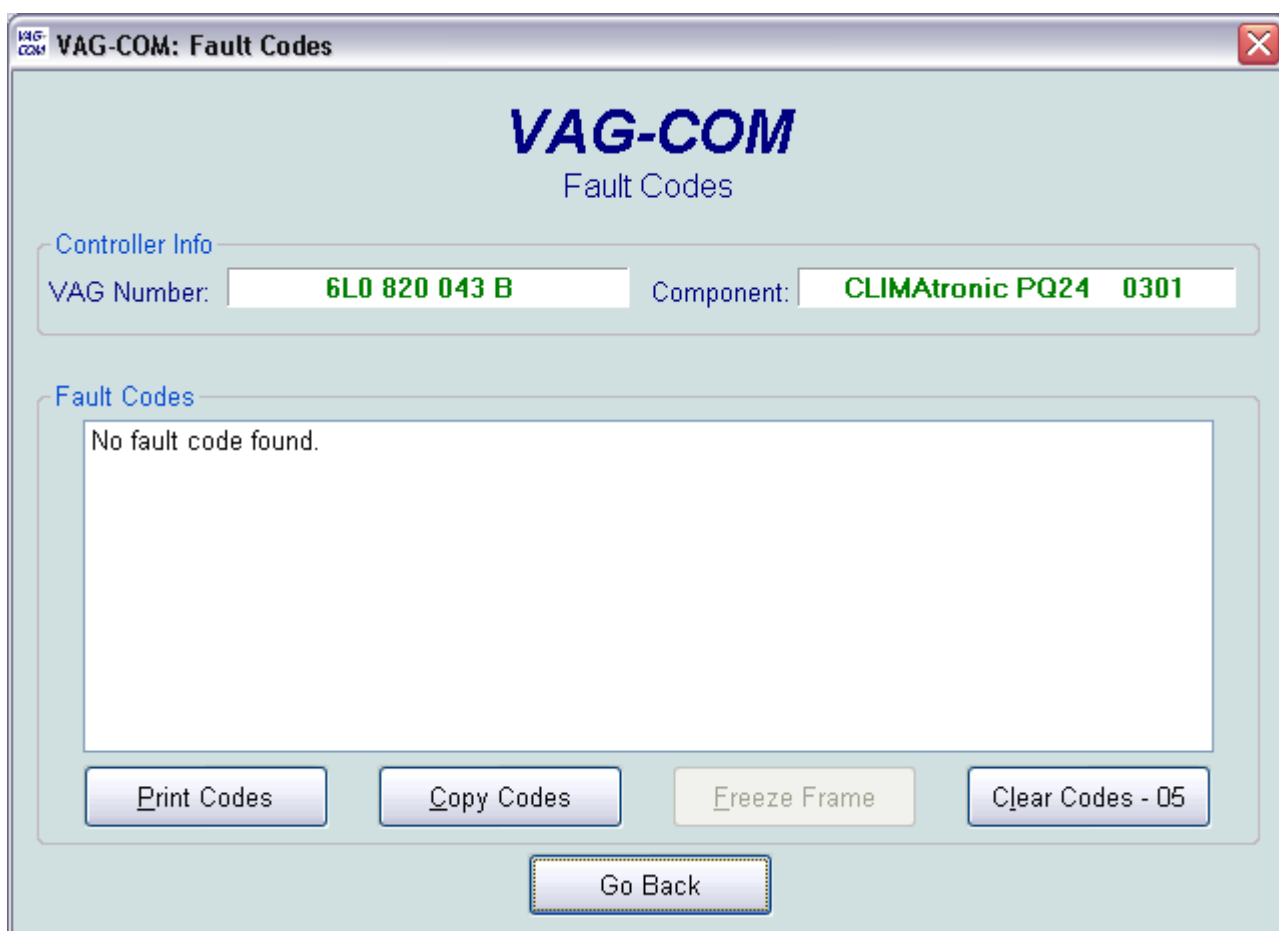 VAG-COM VAG-COM: Fault Codes
VAG-COM
Fault Codes
Controller Info
VAG Number: 6L0 820 043 B Component: CLIMAtronic PQ24 0301
Fault Codes
No fault code found.
Print Codes Copy Codes Freeze Frame Clear Codes - 05
Go Back